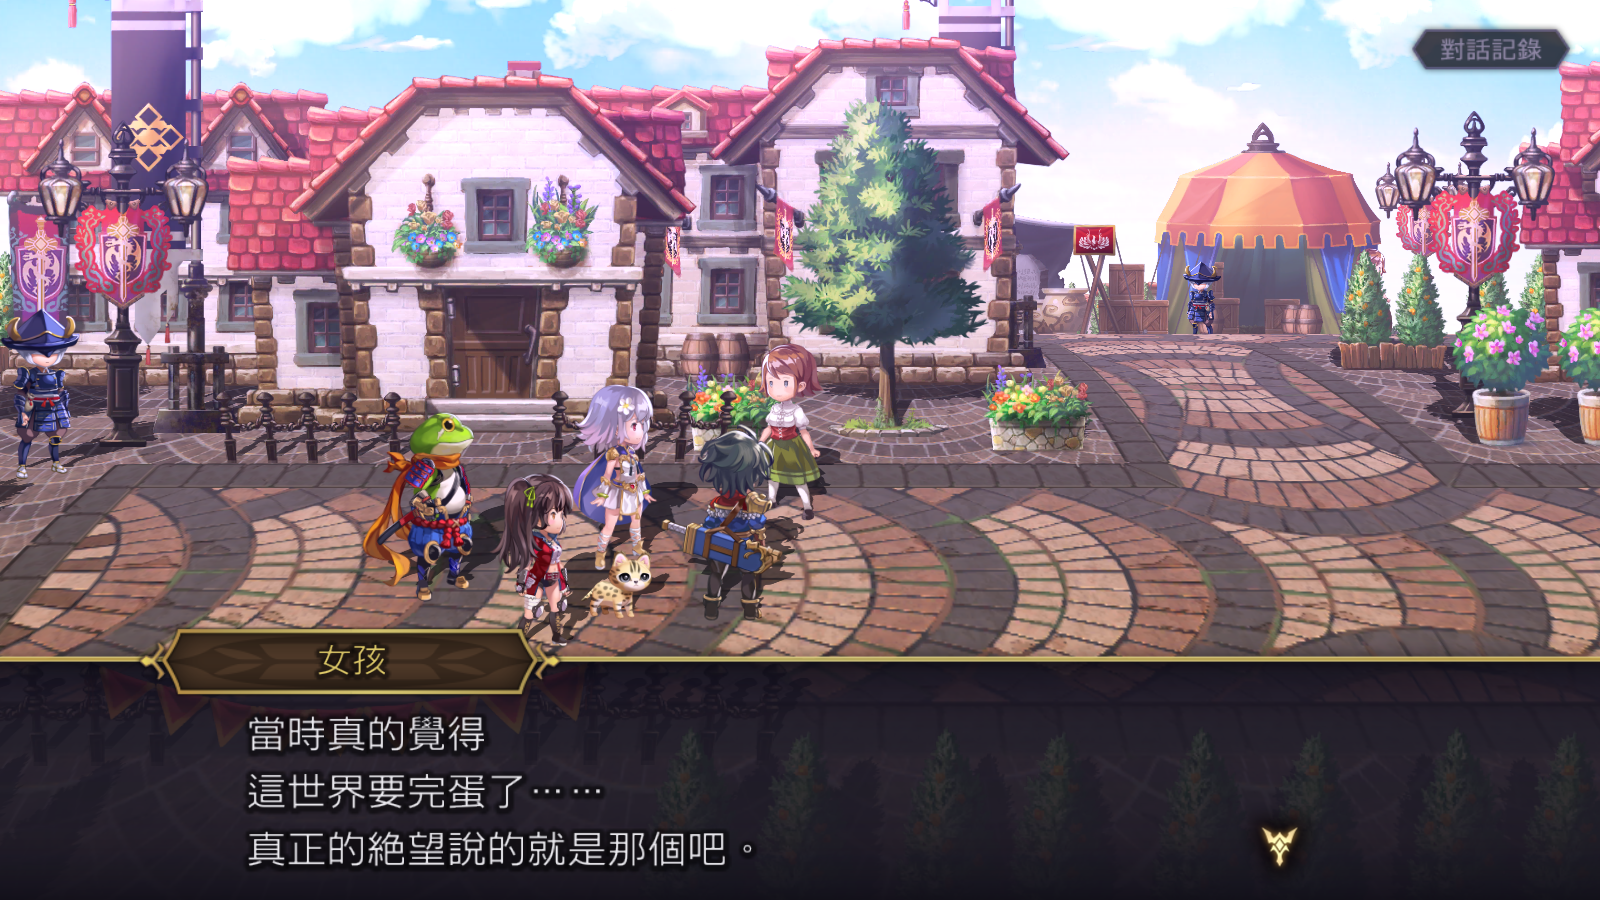 對話記錄
女孩
當時真的覺得
這世界要完蛋了……
真正的絕望說的就是那個吧。